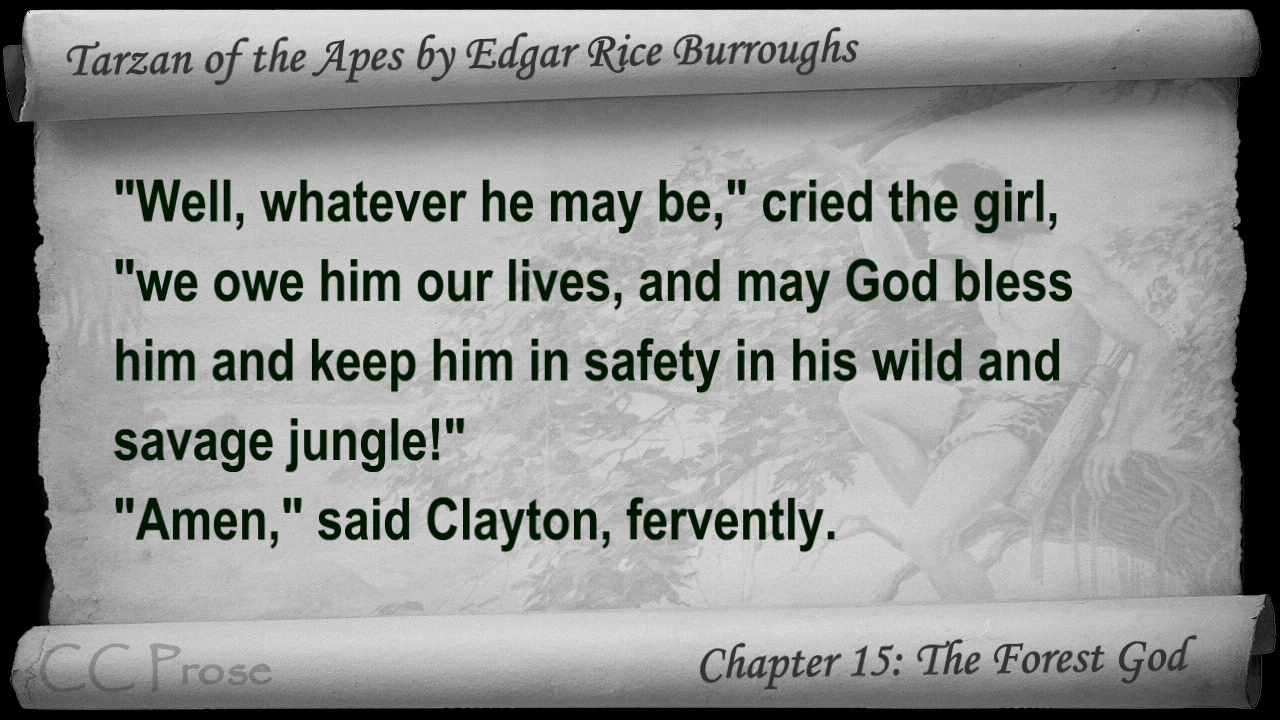 Tarzan of the Apes by Edgar Rice Burroughs
"Well, whatever he may be," cried the girl,
"we owe him our lives, and may God bless
him and keep him in safety in his wild and
savage jungle!"
"Amen," said Clayton, fervently.
CC Prose
Chapter 15: The Forest God